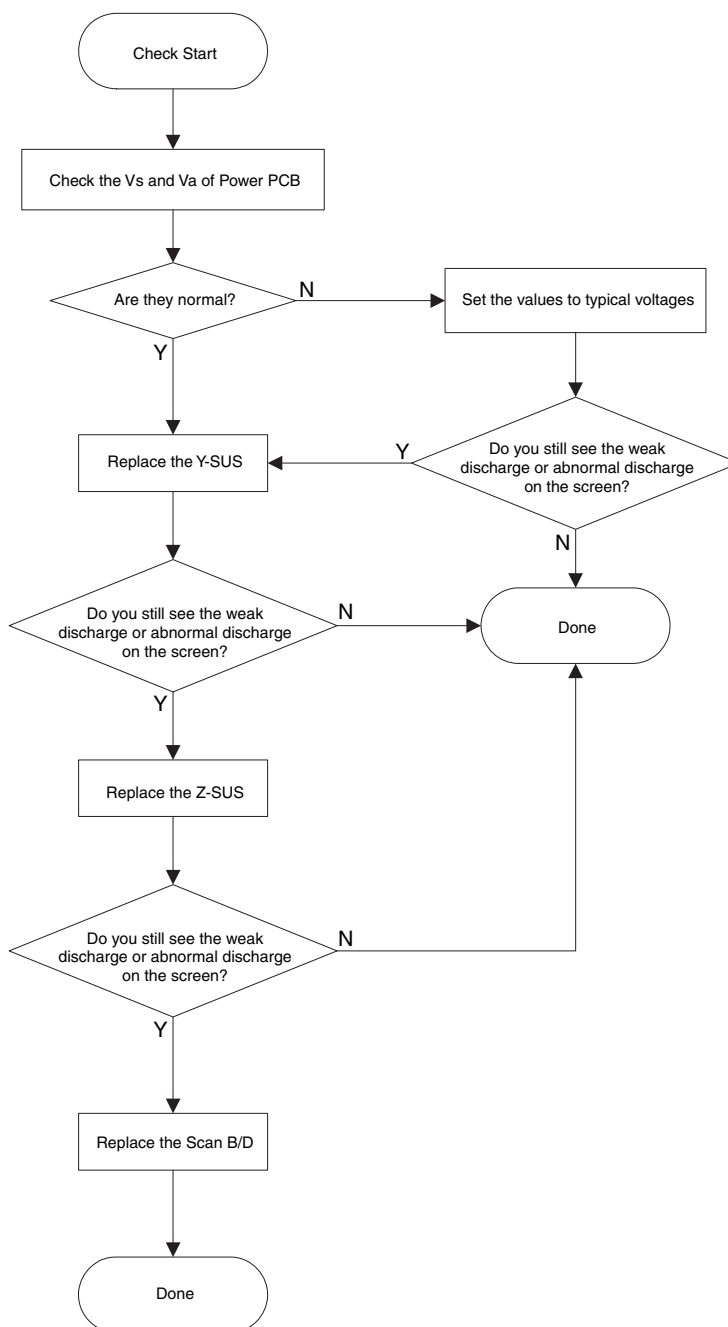 Check Start
Check the Vs and Va of Power PCB
Are they normal?
N
Set the values to typical voltages
Y
Replace the Y-SUS
Y
Do you still see the weak
discharge or abnormal discharge
on the screen?
N
Do you still see the weak
discharge or abnormal discharge
on the screen?
N
Done
Y
Replace the Z-SUS
Do you still see the weak
discharge or abnormal discharge
on the screen?
N
Y
Replace the Scan B/D
Done